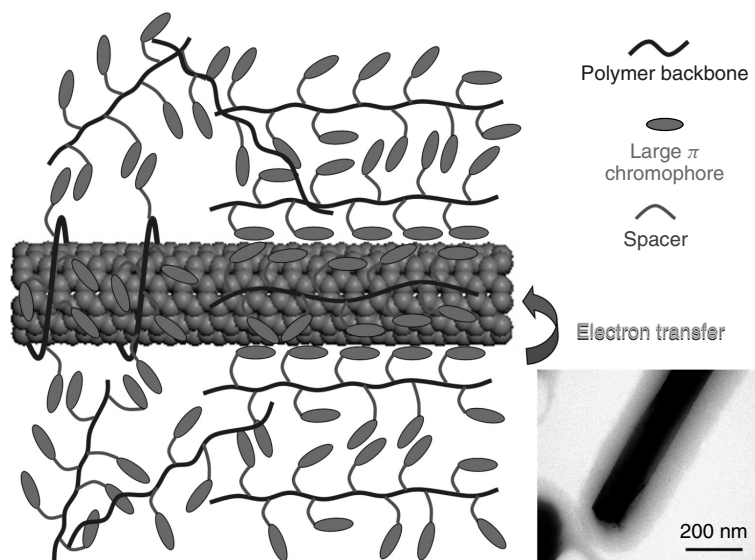 Polymer backbone
Large π
chromophore
Spacer
Electron transfer
200 nm